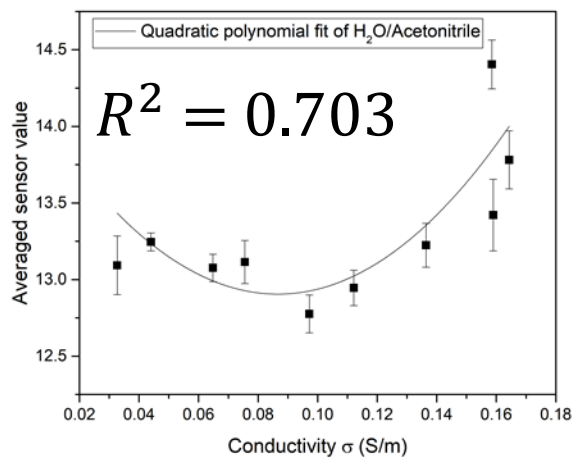 Quadratic polynomial fit of H₂O/Acetonitrile
R² = 0.703
Averaged sensor value
14.5
14.0
13.5
13.0
12.5
0.02 0.04 0.06 0.08 0.10 0.12 0.14 0.16 0.18
Conductivity σ (S/m)